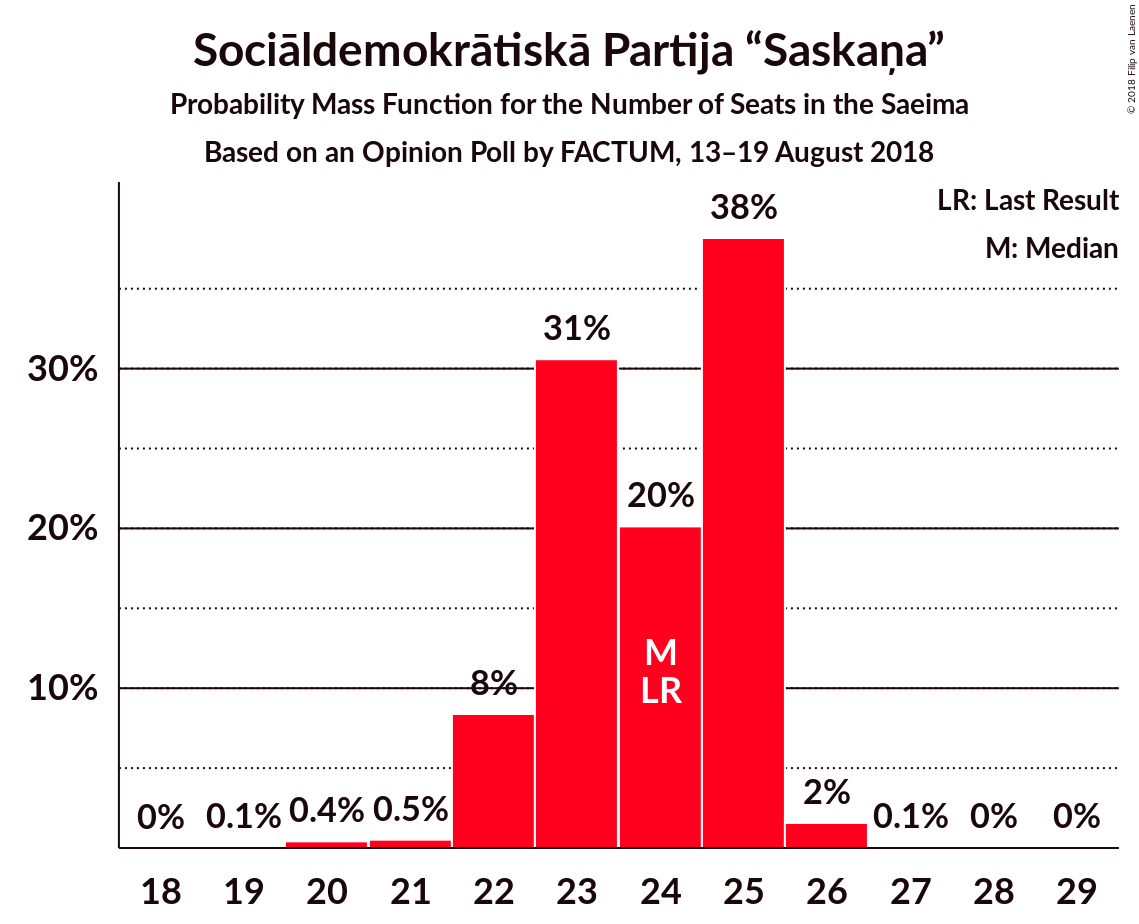 Sociāldemokrātiskā Partija “Saskaņa”
Probability Mass Function for the Number of Seats in the Saeima
Based on an Opinion Poll by FACTUM, 13–19 August 2018
© 2018 Filip van Laenen
LR: Last Result
M: Median
38%
31%
30%
20%
20%
M
LR
10%
8%
0%
0.1%
0.4%
0.5%
2%
0.1%
0%
0%
18 19 20 21 22 23 24 25 26 27 28 29